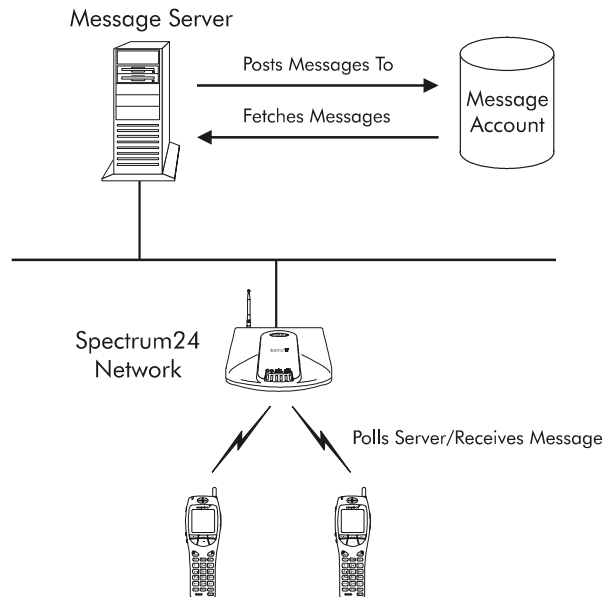 Message Server
Posts Messages To
Fetches Messages
Message
Account
Spectrum24
Network
Polls Server/Receives Message